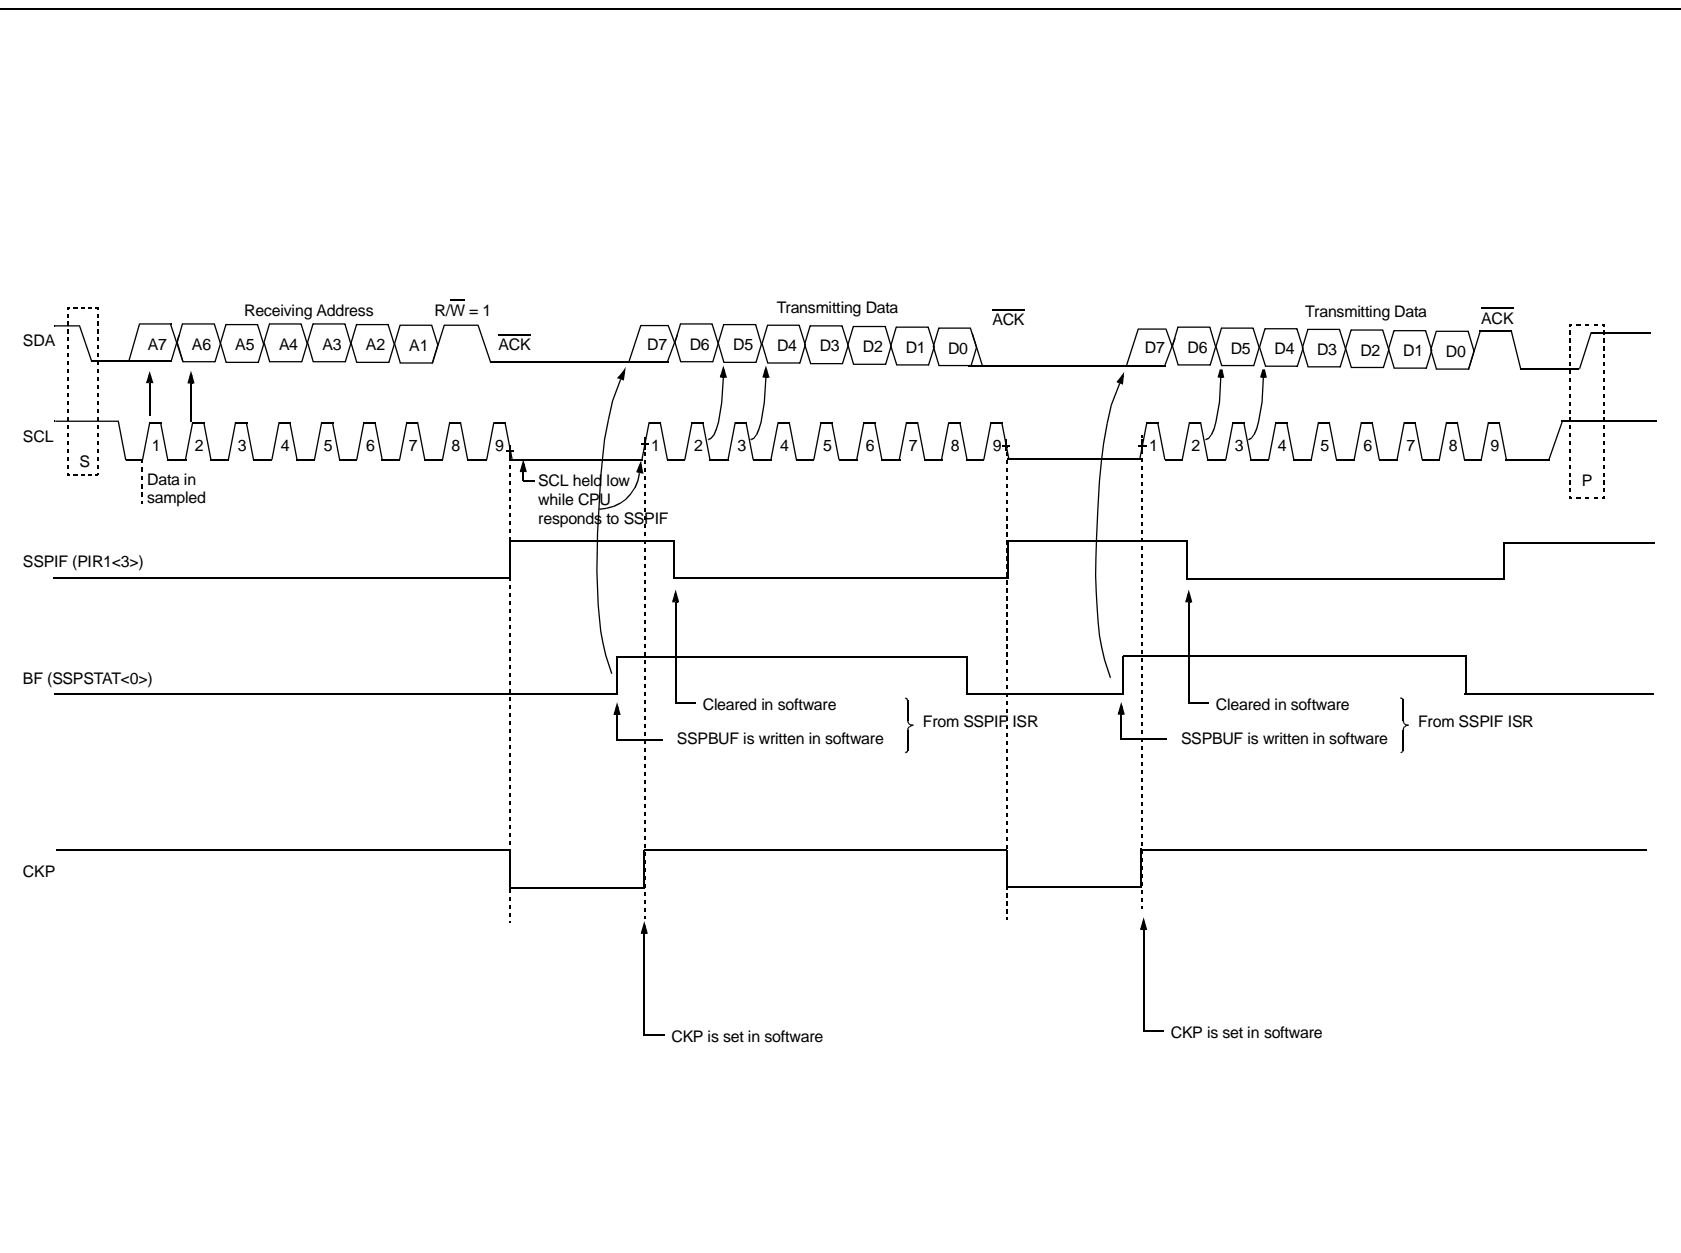 Receiving Address R/W̅ = 1 Transmitting Data Transmitting Data
SDA A7 A6 A5 A4 A3 A2 A1 A̅C̅K̅ D7 D6 D5 D4 D3 D2 D1 D0 A̅C̅K̅ D7 D6 D5 D4 D3 D2 D1 D0 A̅C̅K̅
SCL 1 2 3 4 5 6 7 8 9 1 2 3 4 5 6 7 8 9 1 2 3 4 5 6 7 8 9
S
P
Data in
sampled
SCL held low
while CPU
responds to SSPIF
SSPIF (PIR1<3>)
BF (SSPSTAT<0>)
Cleared in software
SSPBUF is written in software
From SSPIF ISR
Cleared in software
SSPBUF is written in software
From SSPIF ISR
CKP
CKP is set in software
CKP is set in software